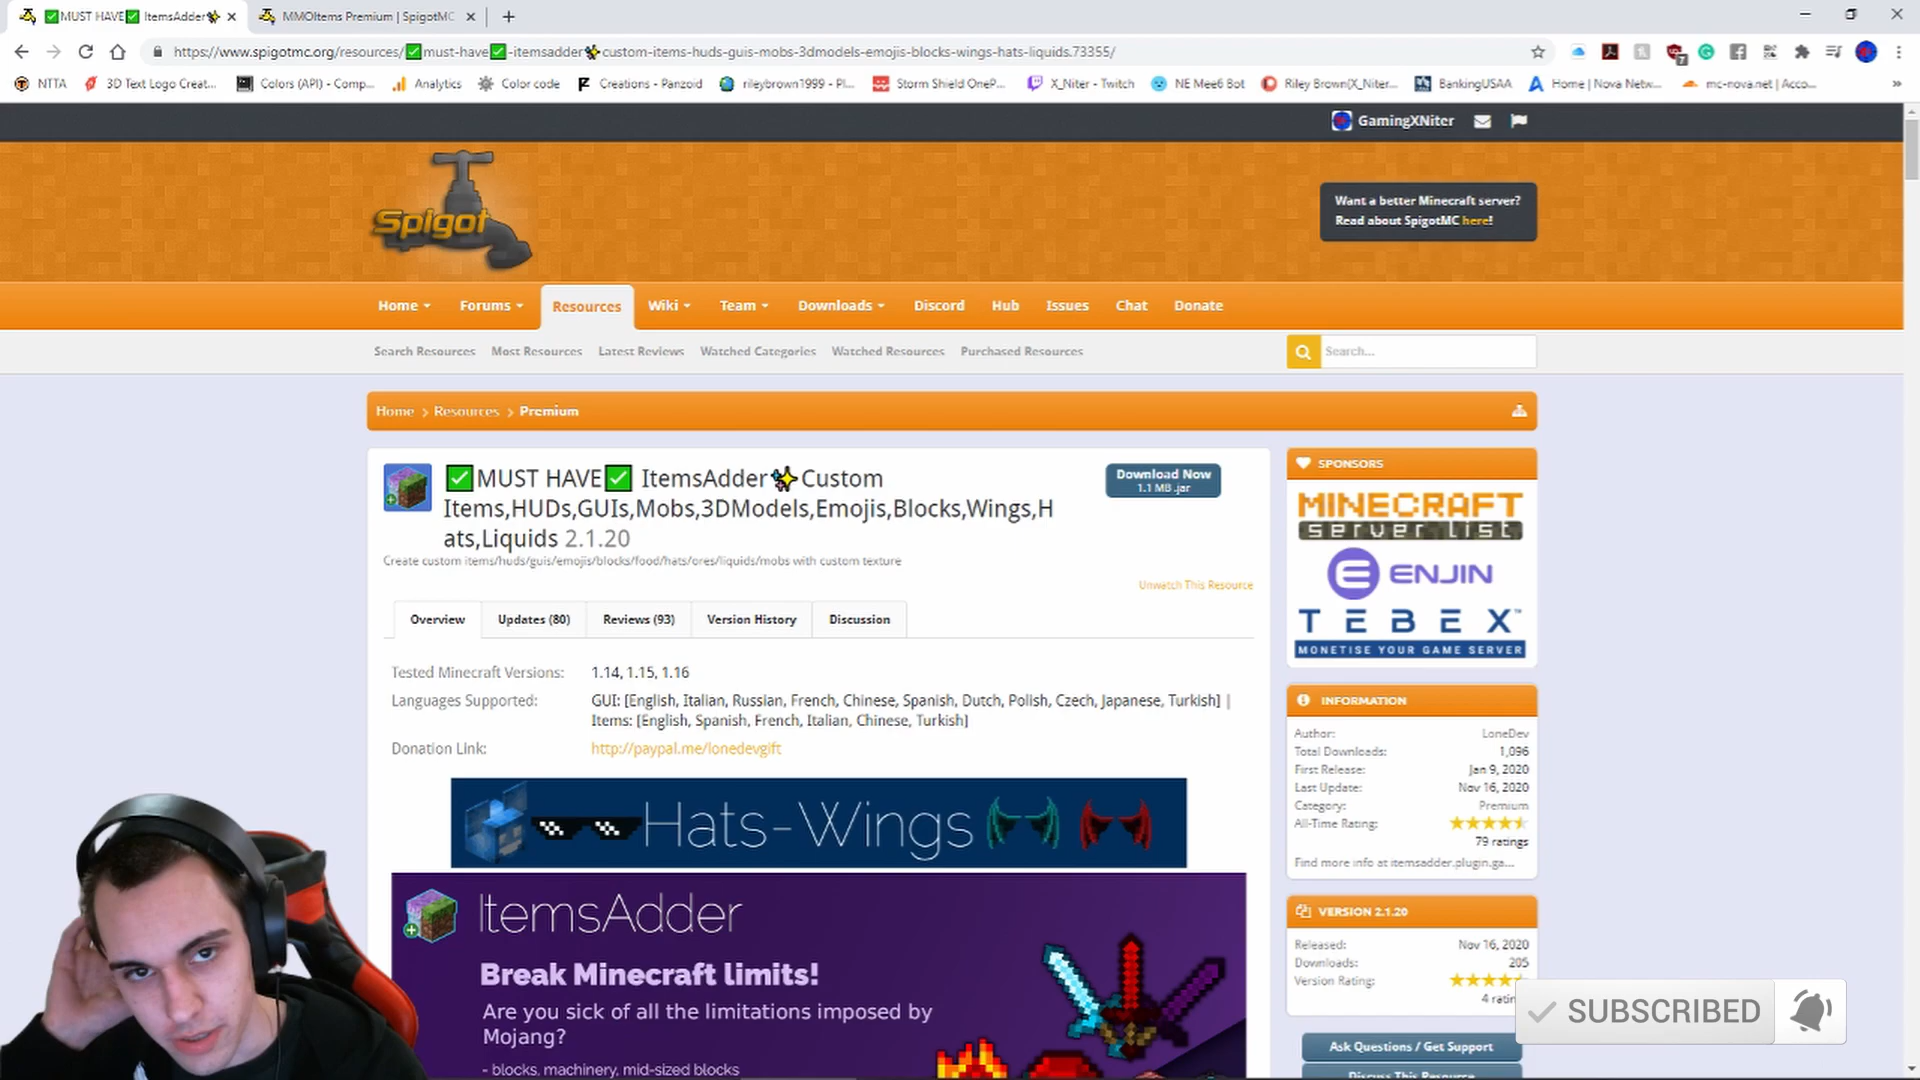 ✅MUST HAVE✅ ItemsAdder✨
MMOItems Premium | SpigotMC
https://www.spigotmc.org/resources/✅must-have✅-itemsadder✨custom-items-huds-guis-mobs-3dmodels-emojis-blocks-wings-hats-liquids.73355/
NTTA
3D Text Logo Creat...
Colors (API) - Comp...
Analytics
Color code
Creations - Panzoid
rileybrown1999 - Pl...
Storm Shield OneP...
X_Niter - Twitch
NE Mee6 Bot
Riley Brown(X_Niter...
BankingUSAA
Home | Nova Netw...
mc-nova.net | Acco...
GamingXNiter
Spigot
Want a better Minecraft server?
Read about SpigotMC here!
Home
Forums
Resources
Wiki
Team
Downloads
Discord
Hub
Issues
Chat
Donate
Search Resources
Most Resources
Latest Reviews
Watched Categories
Watched Resources
Purchased Resources
Search...
Home > Resources > Premium
✅MUST HAVE✅ ItemsAdder✨Custom
Items,HUDs,GUIs,Mobs,3DModels,Emojis,Blocks,Wings,H
ats,Liquids 2.1.20
Create custom items/huds/guis/emojis/blocks/food/hats/ores/liquids/mobs with custom texture
Download Now
1.1 MB .jar
Unwatch This Resource
Overview
Updates (80)
Reviews (93)
Version History
Discussion
Tested Minecraft Versions: 1.14, 1.15, 1.16
Languages Supported: GUI: [English, Italian, Russian, French, Chinese, Spanish, Dutch, Polish, Czech, Japanese, Turkish] |
Items: [English, Spanish, French, Italian, Chinese, Turkish]
Donation Link: http://paypal.me/lonedevgift
Hats-Wings
ItemsAdder
Break Minecraft limits!
Are you sick of all the limitations imposed by
Mojang?
- blocks, machinery, mid-sized blocks
SPONSORS
MINECRAFT
server list
ENJIN
TEBEX™
MONETISE YOUR GAME SERVER
INFORMATION
Author: LoneDev
Total Downloads: 1,096
First Release: Jan 9, 2020
Last Update: Nov 16, 2020
Category: Premium
All-Time Rating:
79 ratings
Find more info at itemsadder.plugin.ga...
VERSION 2.1.20
Released: Nov 16, 2020
Downloads: 205
Version Rating:
4 ratin
SUBSCRIBED
Ask Questions / Get Support
Discuss This Resource